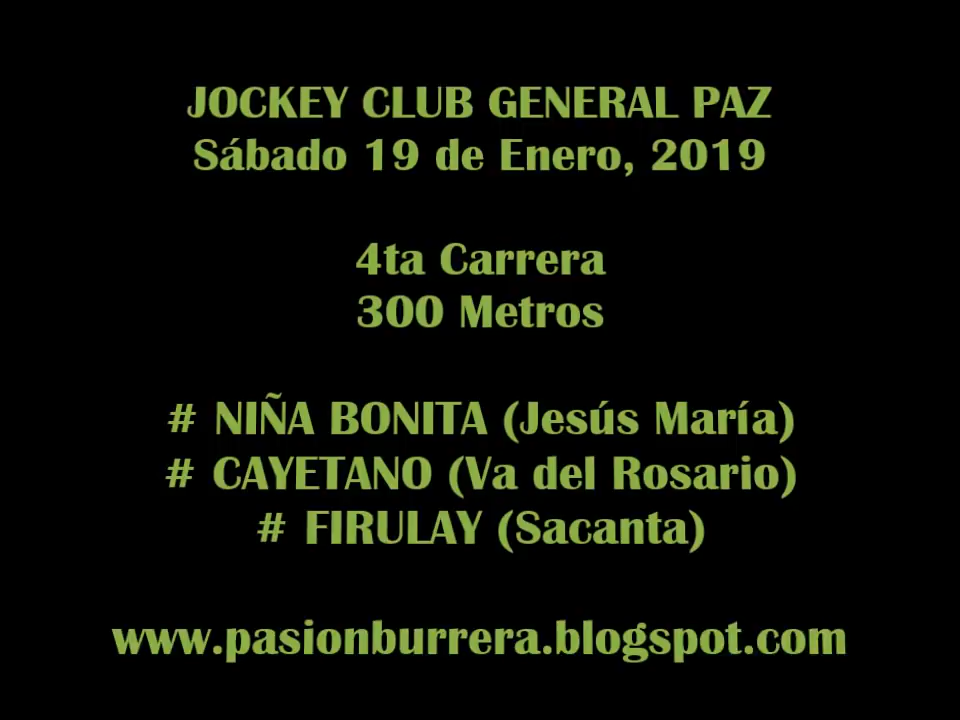 JOCKEY CLUB GENERAL PAZ
Sábado 19 de Enero, 2019
4ta Carrera
300 Metros
# NIÑA BONITA (Jesús María)
# CAYETANO (Va del Rosario)
# FIRULAY (Sacanta)
www.pasionburrera.blogspot.com